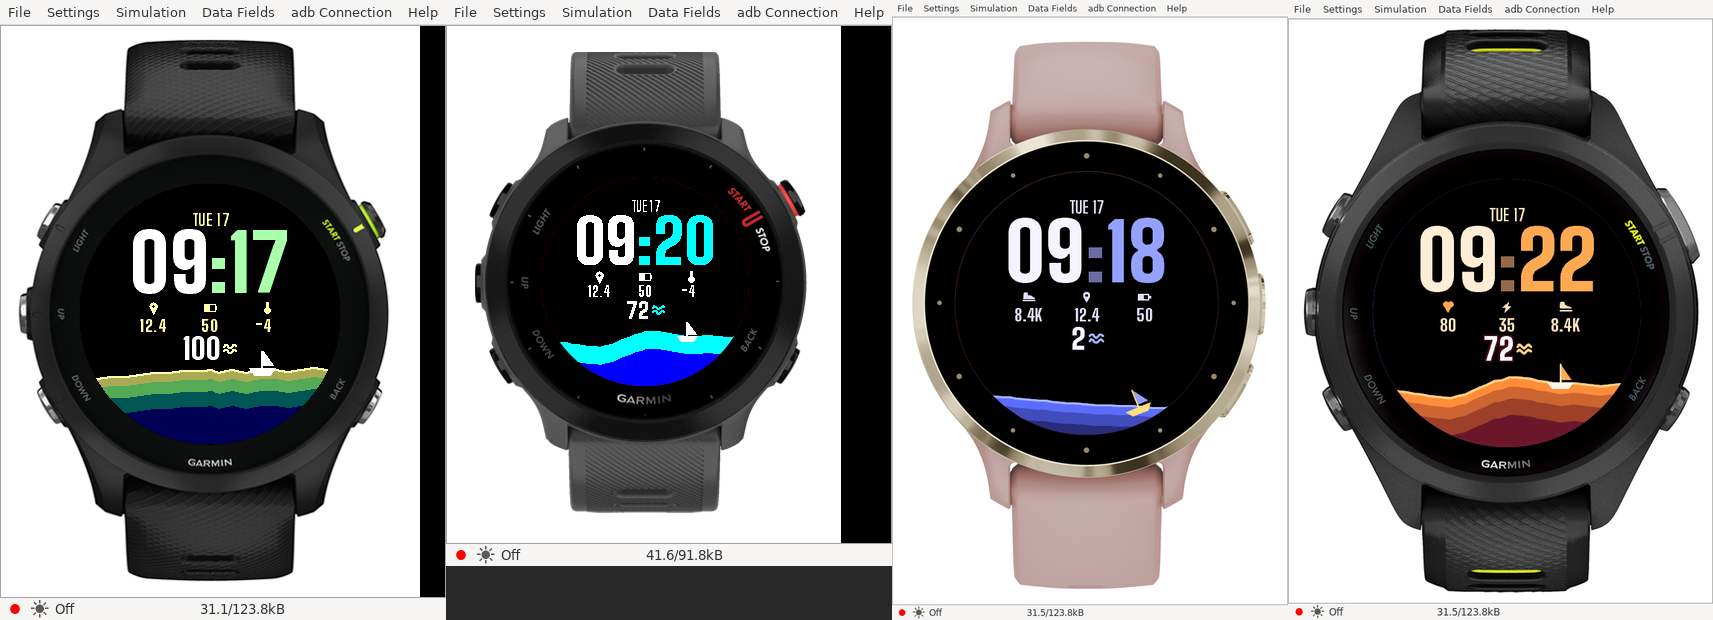 File Settings Simulation Data Fields adb Connection Help
TUE 17
09:17
LIGHT
START STOP
UP
12.4 50 -4
100
DOWN
BACK
GARMIN
Off 31.1/123.8kB
File Settings Simulation Data Fields adb Connection Help
TUE 17
09:20
LIGHT
START STOP
UP
12.4 50 -4
72
DOWN
BACK
GARMIN
Off 41.6/91.8kB
File Settings Simulation Data Fields adb Connection Help
TUE 17
09:18
8.4K 12.4 50
2
Off 31.5/123.8kB
File Settings Simulation Data Fields adb Connection Help
TUE 17
09:22
LIGHT
START STOP
UP
80 35 8.4K
72
DOWN
BACK
GARMIN
Off 31.5/123.8kB